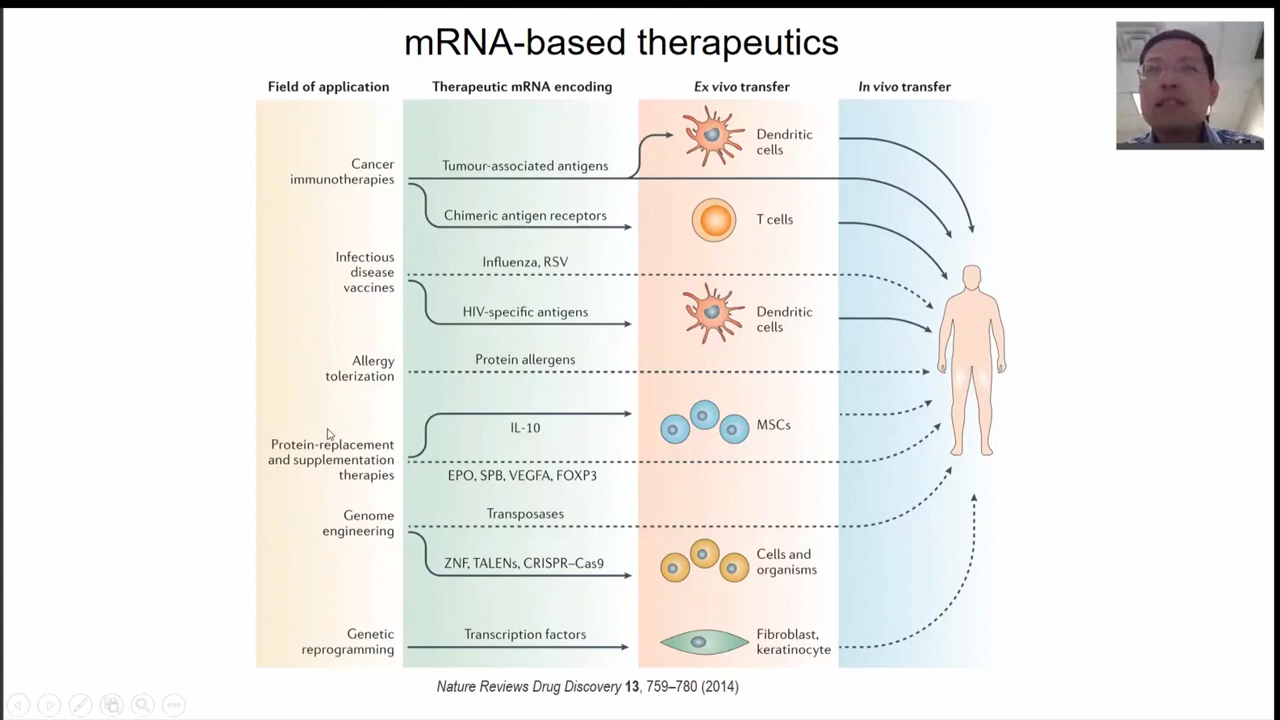 mRNA-based therapeutics
Field of application
Therapeutic mRNA encoding
Ex vivo transfer
In vivo transfer
Cancer
immunotherapies
Tumour-associated antigens
Dendritic
cells
Chimeric antigen receptors
T cells
Infectious
disease
vaccines
Influenza, RSV
HIV-specific antigens
Dendritic
cells
Allergy
tolerization
Protein allergens
Protein-replacement
and supplementation
therapies
IL-10
MSCs
EPO, SPB, VEGFA, FOXP3
Genome
engineering
Transposases
ZNF, TALENs, CRISPR–Cas9
Cells and
organisms
Genetic
reprogramming
Transcription factors
Fibroblast,
keratinocyte
Nature Reviews Drug Discovery 13, 759–780 (2014)